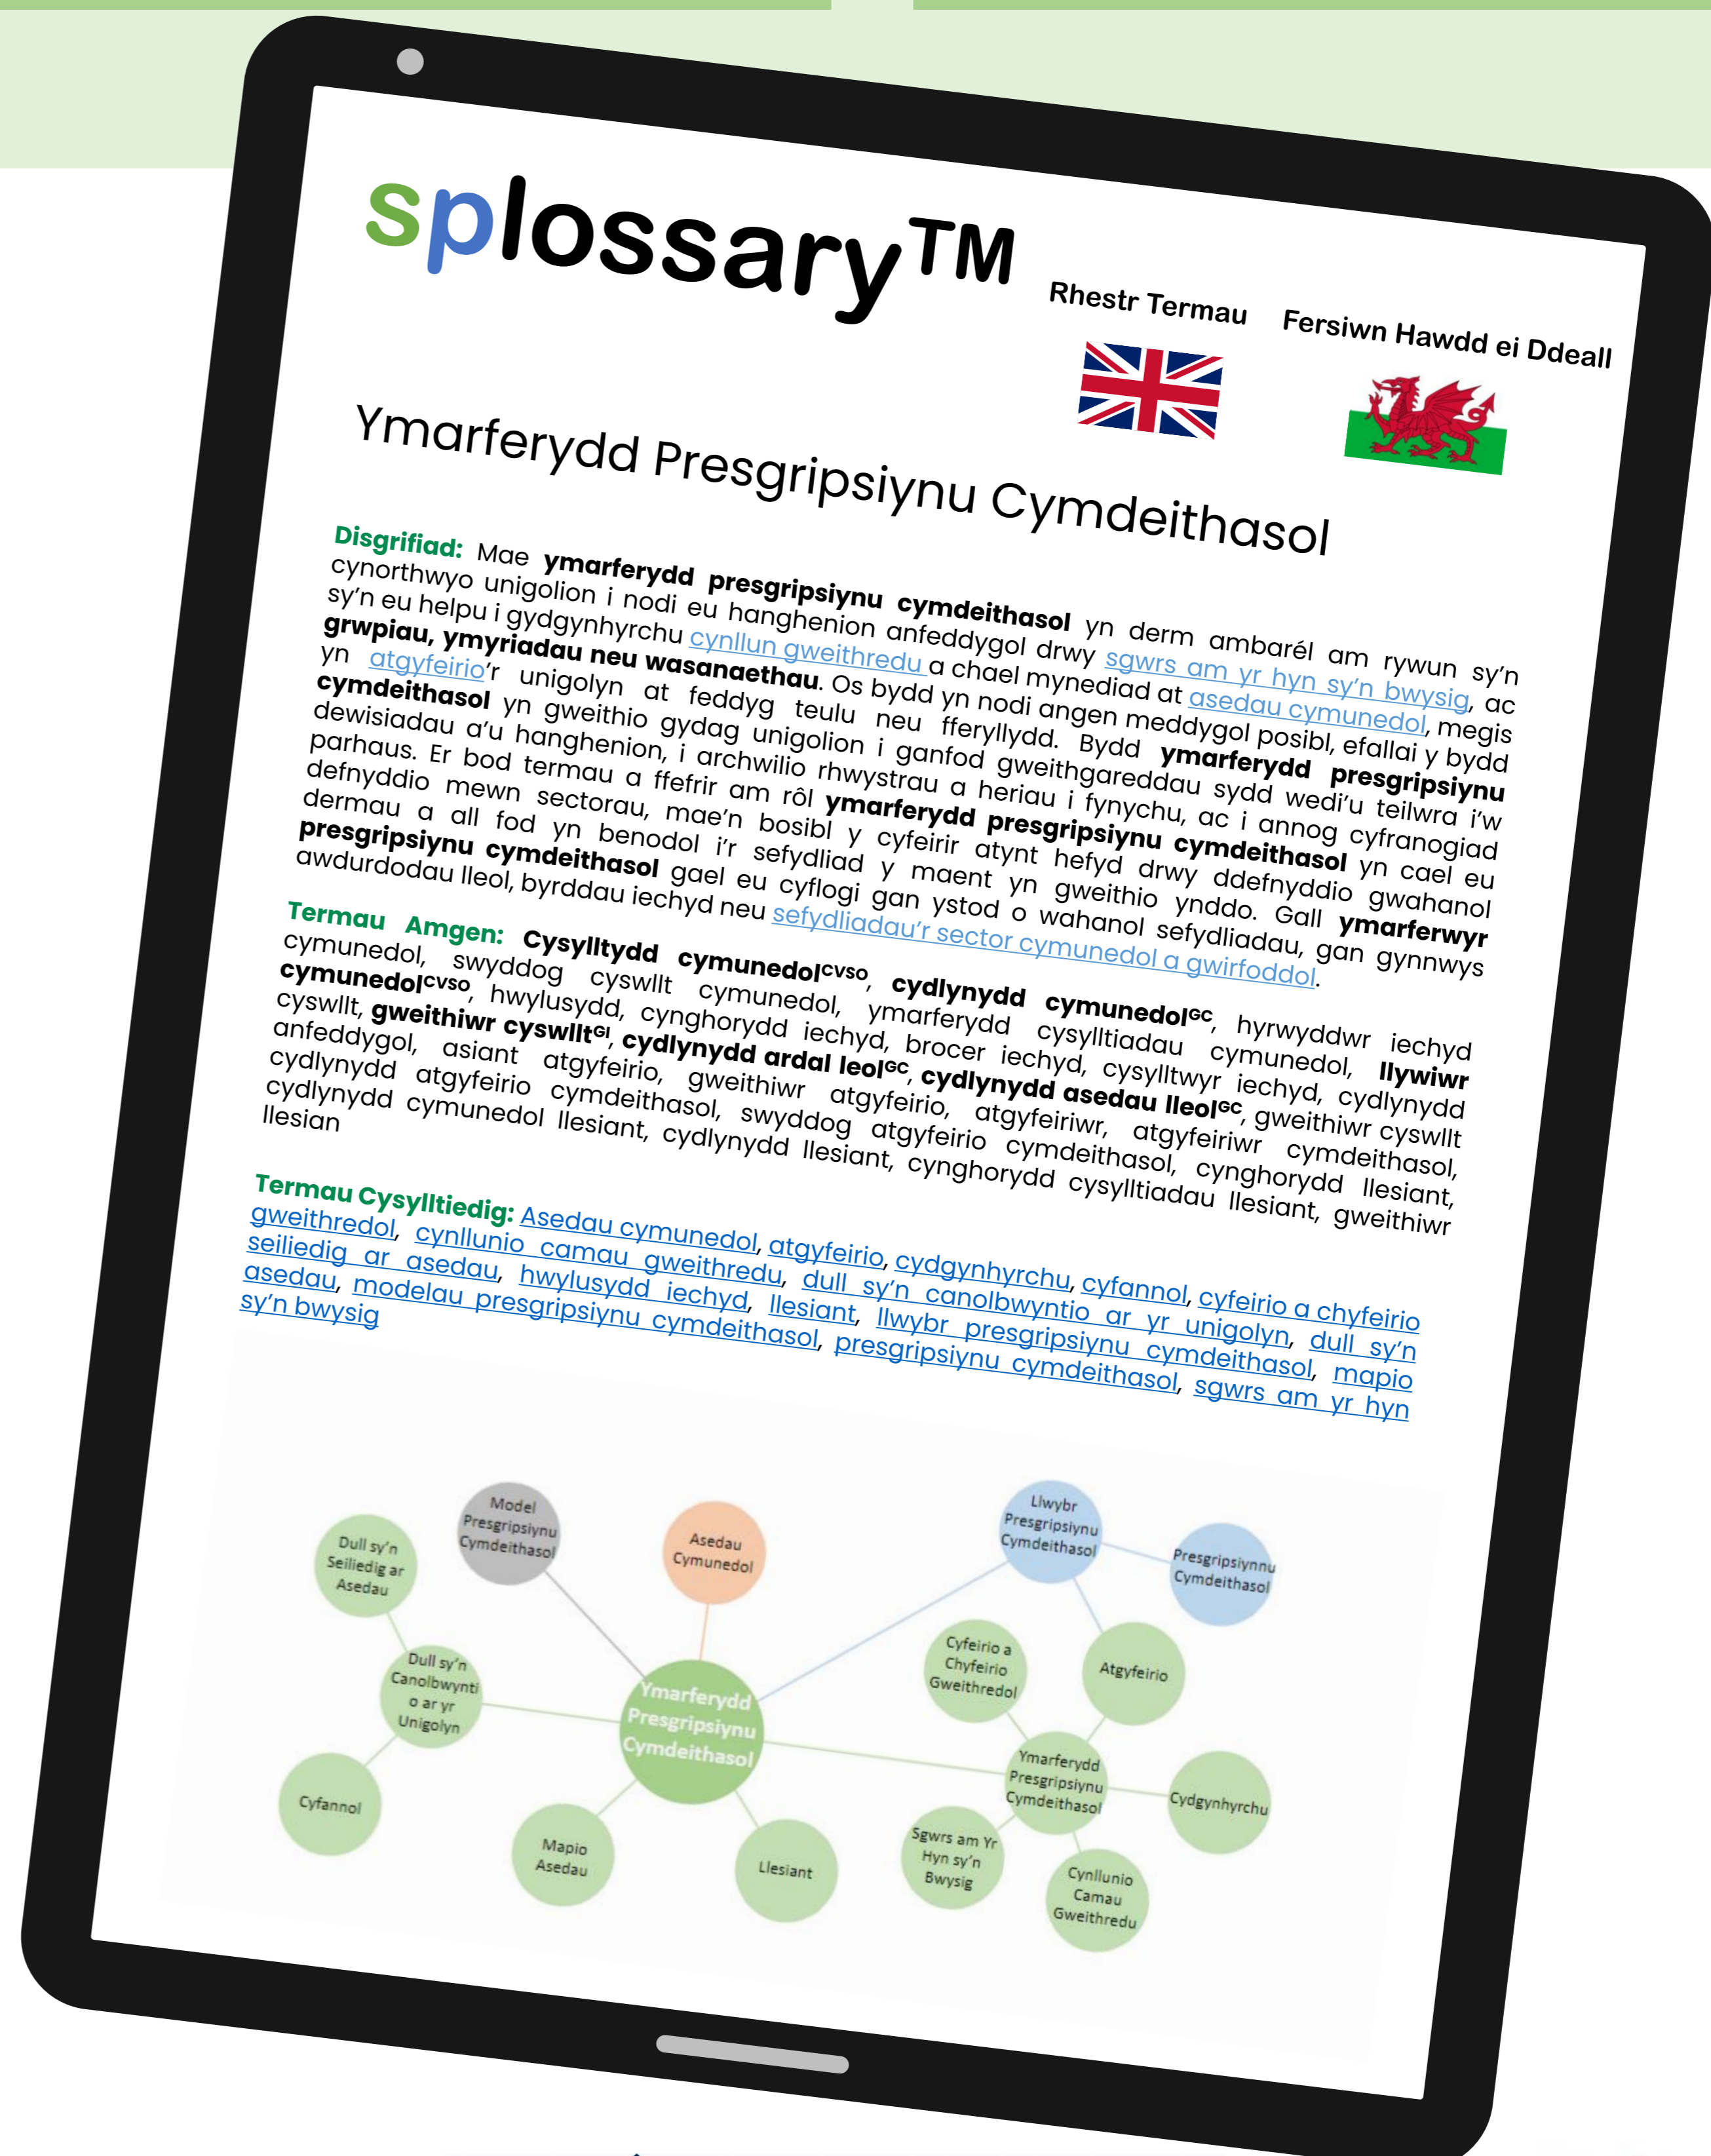 splossary™
Rhestr Termau
Fersiwn Hawdd ei Ddeall
Ymarferydd Presgripsiynu Cymdeithasol
Disgrifiad: Mae ymarferydd presgripsiynu cymdeithasol yn derm ambarél am rywun sy'n
cynorthwyo unigolion i nodi eu hanghenion anfeddygol drwy sgwrs am yr hyn sy'n bwysig, ac
sy'n eu helpu i gydgynhyrchu cynllun gweithredu a chael mynediad at asedau cymunedol, megis
grwpiau, ymyriadau neu wasanaethau. Os bydd yn nodi angen meddygol posibl, efallai y bydd
yn atgyfeirio'r unigolyn at feddyg teulu neu fferyllydd. Bydd ymarferydd presgripsiynu
cymdeithasol yn gweithio gydag unigolion i ganfod gweithgareddau sydd wedi'u teilwra i'w
dewisiadau a'u hanghenion, i archwilio rhwystrau a heriau i fynychu, ac i annog cyfranogiad
parhaus. Er bod termau a ffefrir am rôl ymarferydd presgripsiynu cymdeithasol yn cael eu
defnyddio mewn sectorau, mae'n bosibl y cyfeirir atynt hefyd drwy ddefnyddio gwahanol
dermau a all fod yn benodol i'r sefydliad y maent yn gweithio ynddo. Gall ymarferwyr
presgripsiynu cymdeithasol gael eu cyflogi gan ystod o wahanol sefydliadau, gan gynnwys
awdurdodau lleol, byrddau iechyd neu sefydliadau'r sector cymunedol a gwirfoddol.
Termau Amgen: Cysylltydd cymunedolCVSO, cydlynydd cymunedolGC, hyrwyddwr iechyd
cymunedol, swyddog cyswllt cymunedol, ymarferydd cysylltiadau cymunedol, llywiwr
cymunedolCVSO, hwylusydd, cynghorydd iechyd, brocer iechyd, cysylltwyr iechyd, cydlynydd
cyswllt, gweithiwr cyswlltGI, cydlynydd ardal leolGC, cydlynydd asedau lleolGC, gweithiwr cyswllt
anfeddygol, asiant atgyfeirio, gweithiwr atgyfeirio, atgyfeiriwr, atgyfeiriwr cymdeithasol,
cydlynydd atgyfeirio cymdeithasol, swyddog atgyfeirio cymdeithasol, cynghorydd llesiant,
cydlynydd cymunedol llesiant, cydlynydd llesiant, cynghorydd cysylltiadau llesiant, gweithiwr
llesian
Termau Cysylltiedig: Asedau cymunedol, atgyfeirio, cydgynhyrchu, cyfannol, cyfeirio a chyfeirio
gweithredol, cynllunio camau gweithredu, dull sy'n canolbwyntio ar yr unigolyn, dull sy'n
seiliedig ar asedau, hwylusydd iechyd, llesiant, llwybr presgripsiynu cymdeithasol, mapio
asedau, modelau presgripsiynu cymdeithasol, presgripsiynu cymdeithasol, sgwrs am yr hyn
sy'n bwysig
Model
Presgripsiynu
Cymdeithasol
Dull sy'n
Seiliedig ar
Asedau
Asedau
Cymunedol
Llwybr
Presgripsiynu
Cymdeithasol
Presgripsiynnu
Cymdeithasol
Dull sy'n
Canolbwynti
o ar yr
Unigolyn
Cyfeirio a
Chyfeirio
Gweithredol
Atgyfeirio
Ymarferydd
Presgripsiynu
Cymdeithasol
Ymarferydd
Presgripsiynu
Cymdeithasol
Cydgynhyrchu
Cyfannol
Mapio
Asedau
Llesiant
Sgwrs am Yr
Hyn sy'n
Bwysig
Cynllunio
Camau
Gweithredu